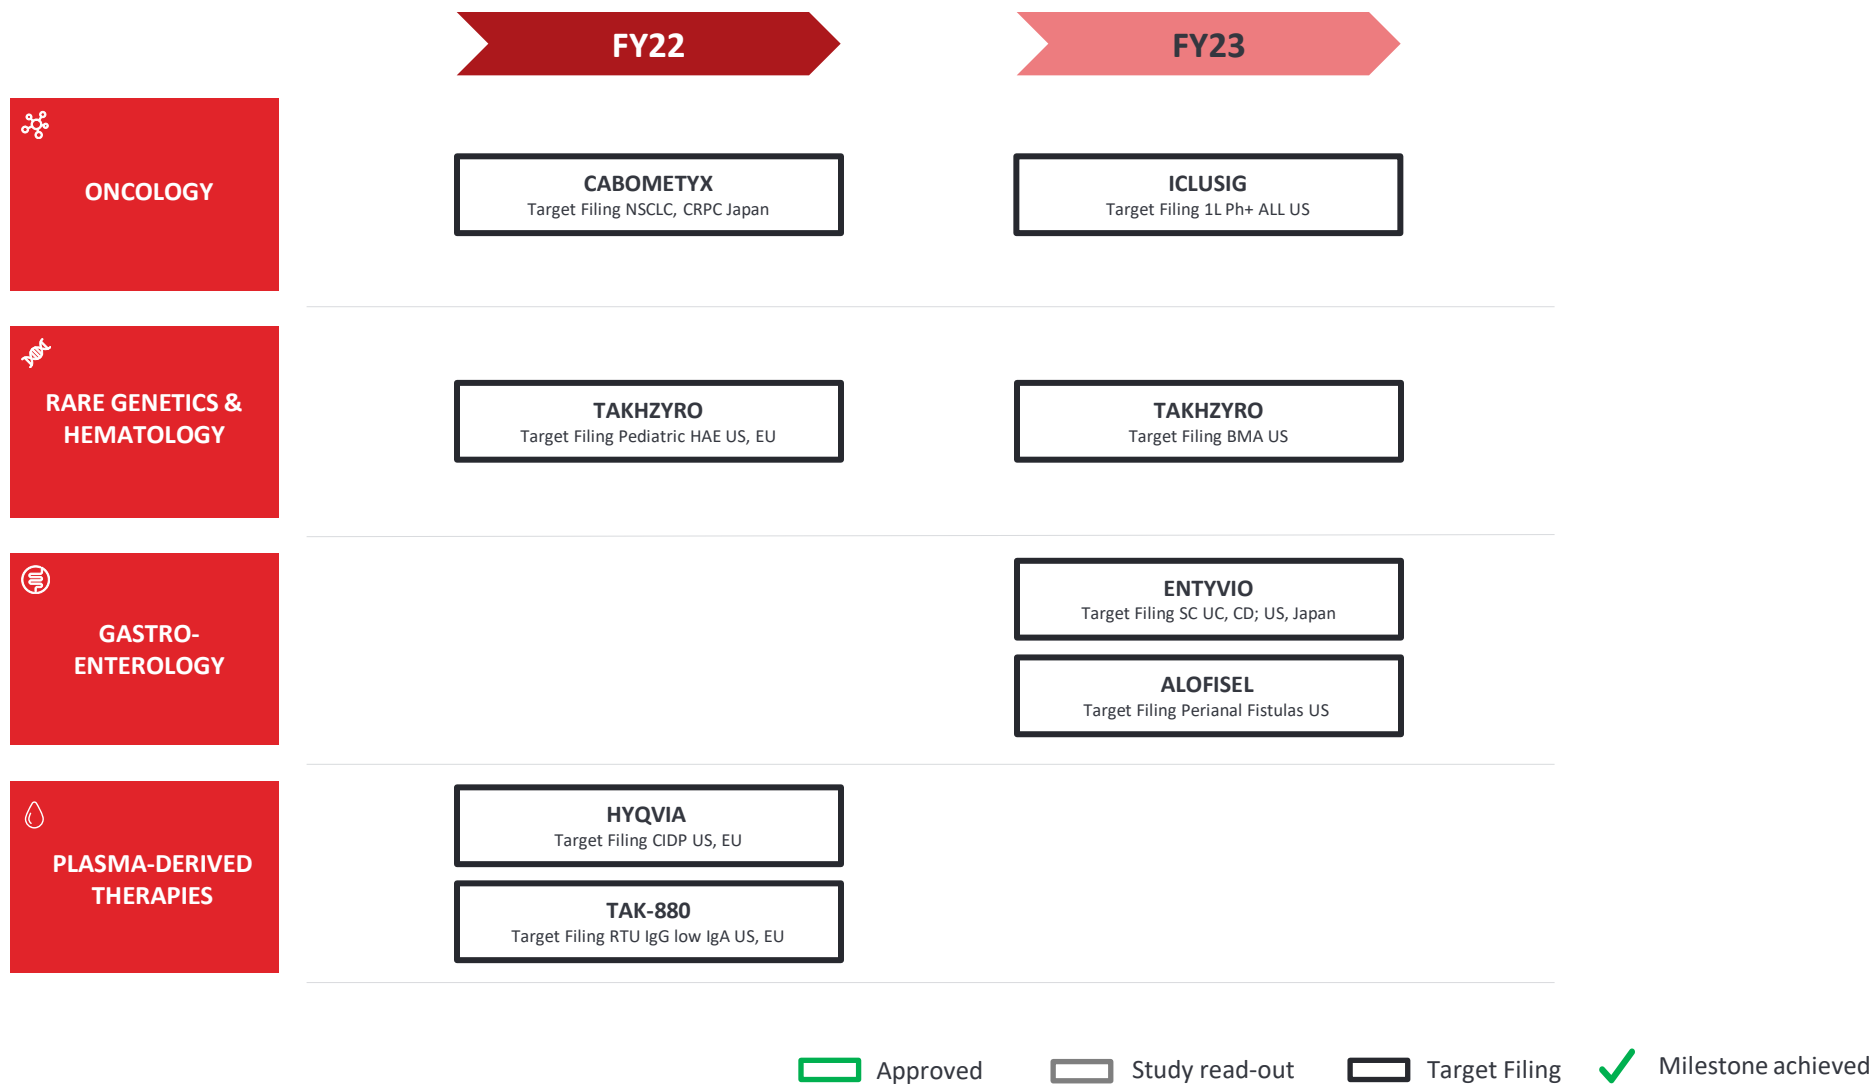 FY22
FY23
ONCOLOGY
CABOMETYX
Target Filing NSCLC, CRPC Japan
ICLUSIG
Target Filing 1L Ph+ ALL US
RARE GENETICS &
HEMATOLOGY
TAKHZYRO
Target Filing Pediatric HAE US, EU
TAKHZYRO
Target Filing BMA US
GASTRO-
ENTEROLOGY
ENTYVIO
Target Filing SC UC, CD; US, Japan
ALOFISEL
Target Filing Perianal Fistulas US
PLASMA-DERIVED
THERAPIES
HYQVIA
Target Filing CIDP US, EU
TAK-880
Target Filing RTU IgG low IgA US, EU
Approved
Study read-out
Target Filing
Milestone achieved